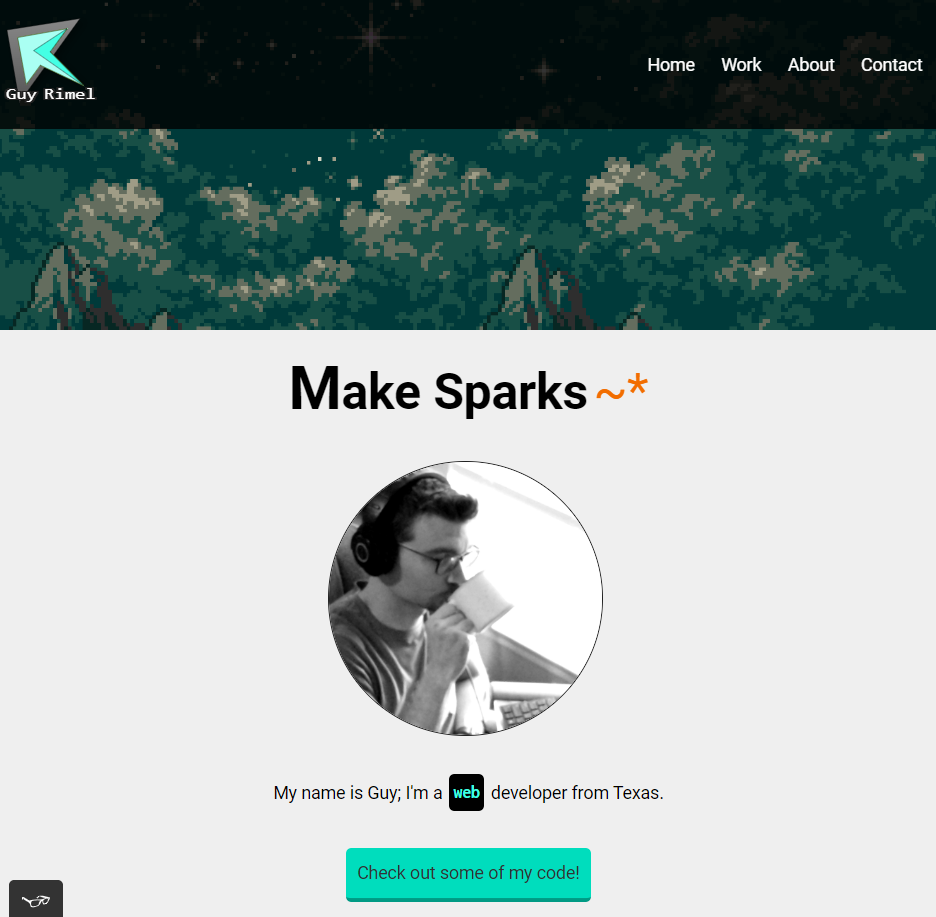 Guy Rimel
Home Work About Contact
Make Sparks ~*
My name is Guy; I'm a web developer from Texas.
Check out some of my code!